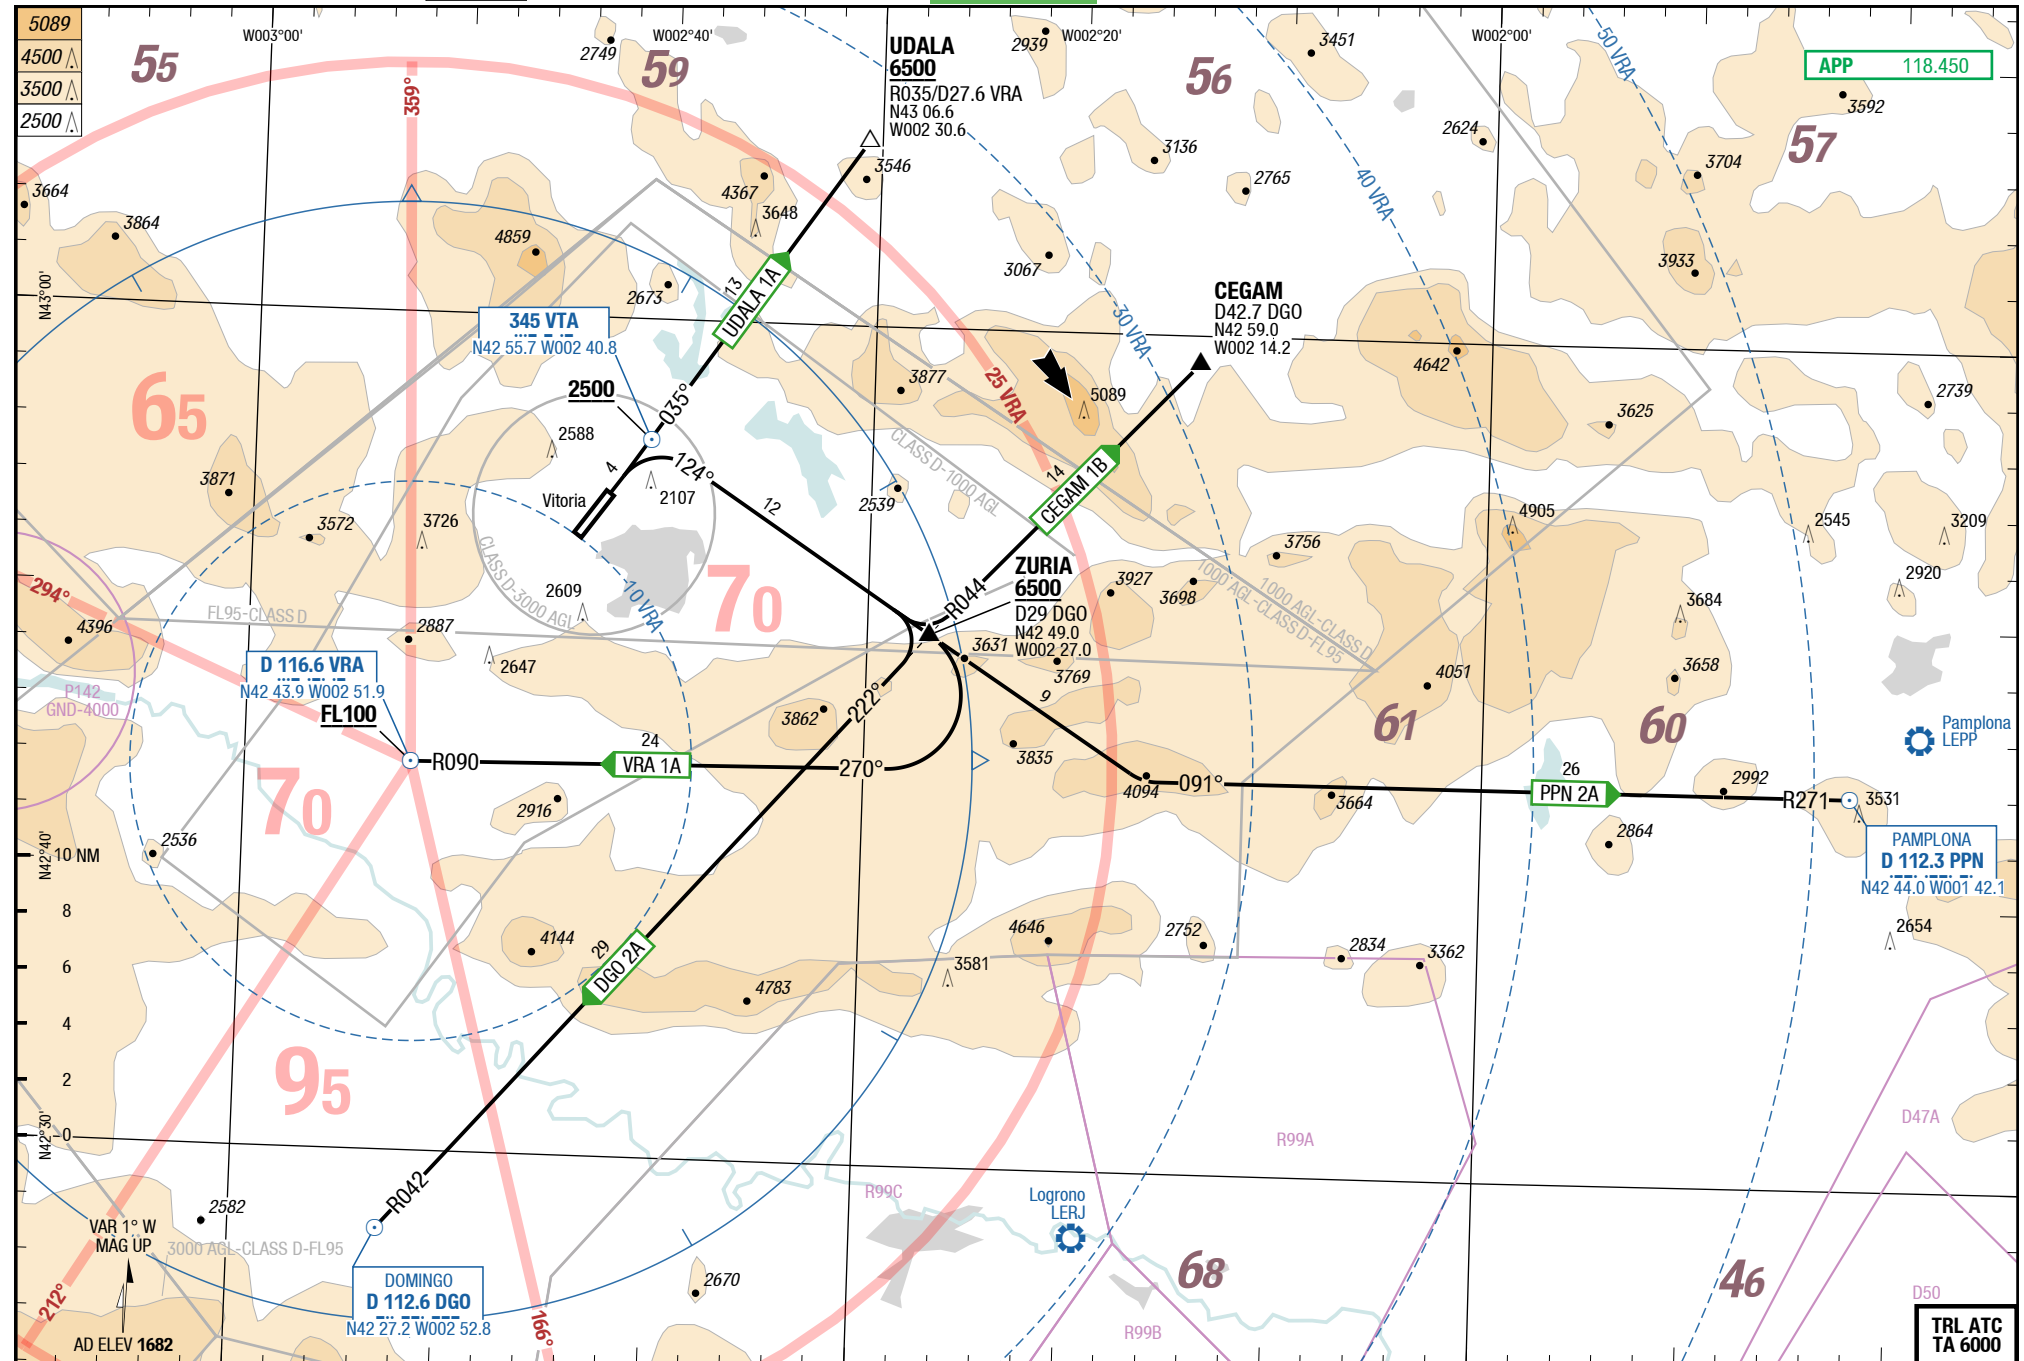 5089
4500
3500
2500
55
W003°00'
2749
W002°40'
59
359°
UDALA
6500
R035/D27.6 VRA
N43 06.6
W002 30.6
2939
W002°20'
56
3451
W002°00'
50 VRA
APP 118.450
3592
57
2624
3704
3136
2765
3546
4367
3648
3664
3864
4859
40 VRA
3067
3933
2673
N43°00'
13
UDALA 1A
345 VTA
N42 55.7 W002 40.8
CEGAM
D42.7 DGO
N42 59.0
W002 14.2
30 VRA
4642
65
2500
035°
3877
25 VRA
5089
2739
3625
2588
CLASS D-1000 AGL
4
124°
3871
Vitoria
2107
12
2539
14
CEGAM 1B
3572
3726
4905
2545
3209
CLASS D-3000 AGL
3756
1000 AGL-CLASS D
1000 AGL-CLASS D-FL95
294°
2609
10 VRA
70
R044
ZURIA
6500
D29 DGO
N42 49.0
W002 27.0
3927
3698
2920
3684
FL95-CLASS D
4396
2887
3631
D 116.6 VRA
N42 43.9 W002 51.9
FL100
2647
3769
4051
3658
P142
GND-4000
3862
222°
9
61
60
Pamplona
LEPP
24
R090
VRA 1A
270°
3835
4094
091°
26
PPN 2A
2992
R271
3531
3664
70
2916
2864
PAMPLONA
D 112.3 PPN
N42 44.0 W001 42.1
2536
N42°40'
10 NM
8
6
4
2
0
4144
29
DGO 2A
4646
2752
2834
3362
2654
3581
4783
95
N42°30'
D47A
R99A
R042
R99C
Logrono
LERJ
2582
VAR 1° W
MAG UP
3000 AGL-CLASS D-FL95
68
46
2670
DOMINGO
D 112.6 DGO
N42 27.2 W002 52.8
212°
166°
D50
R99B
AD ELEV 1682
TRL ATC
TA 6000